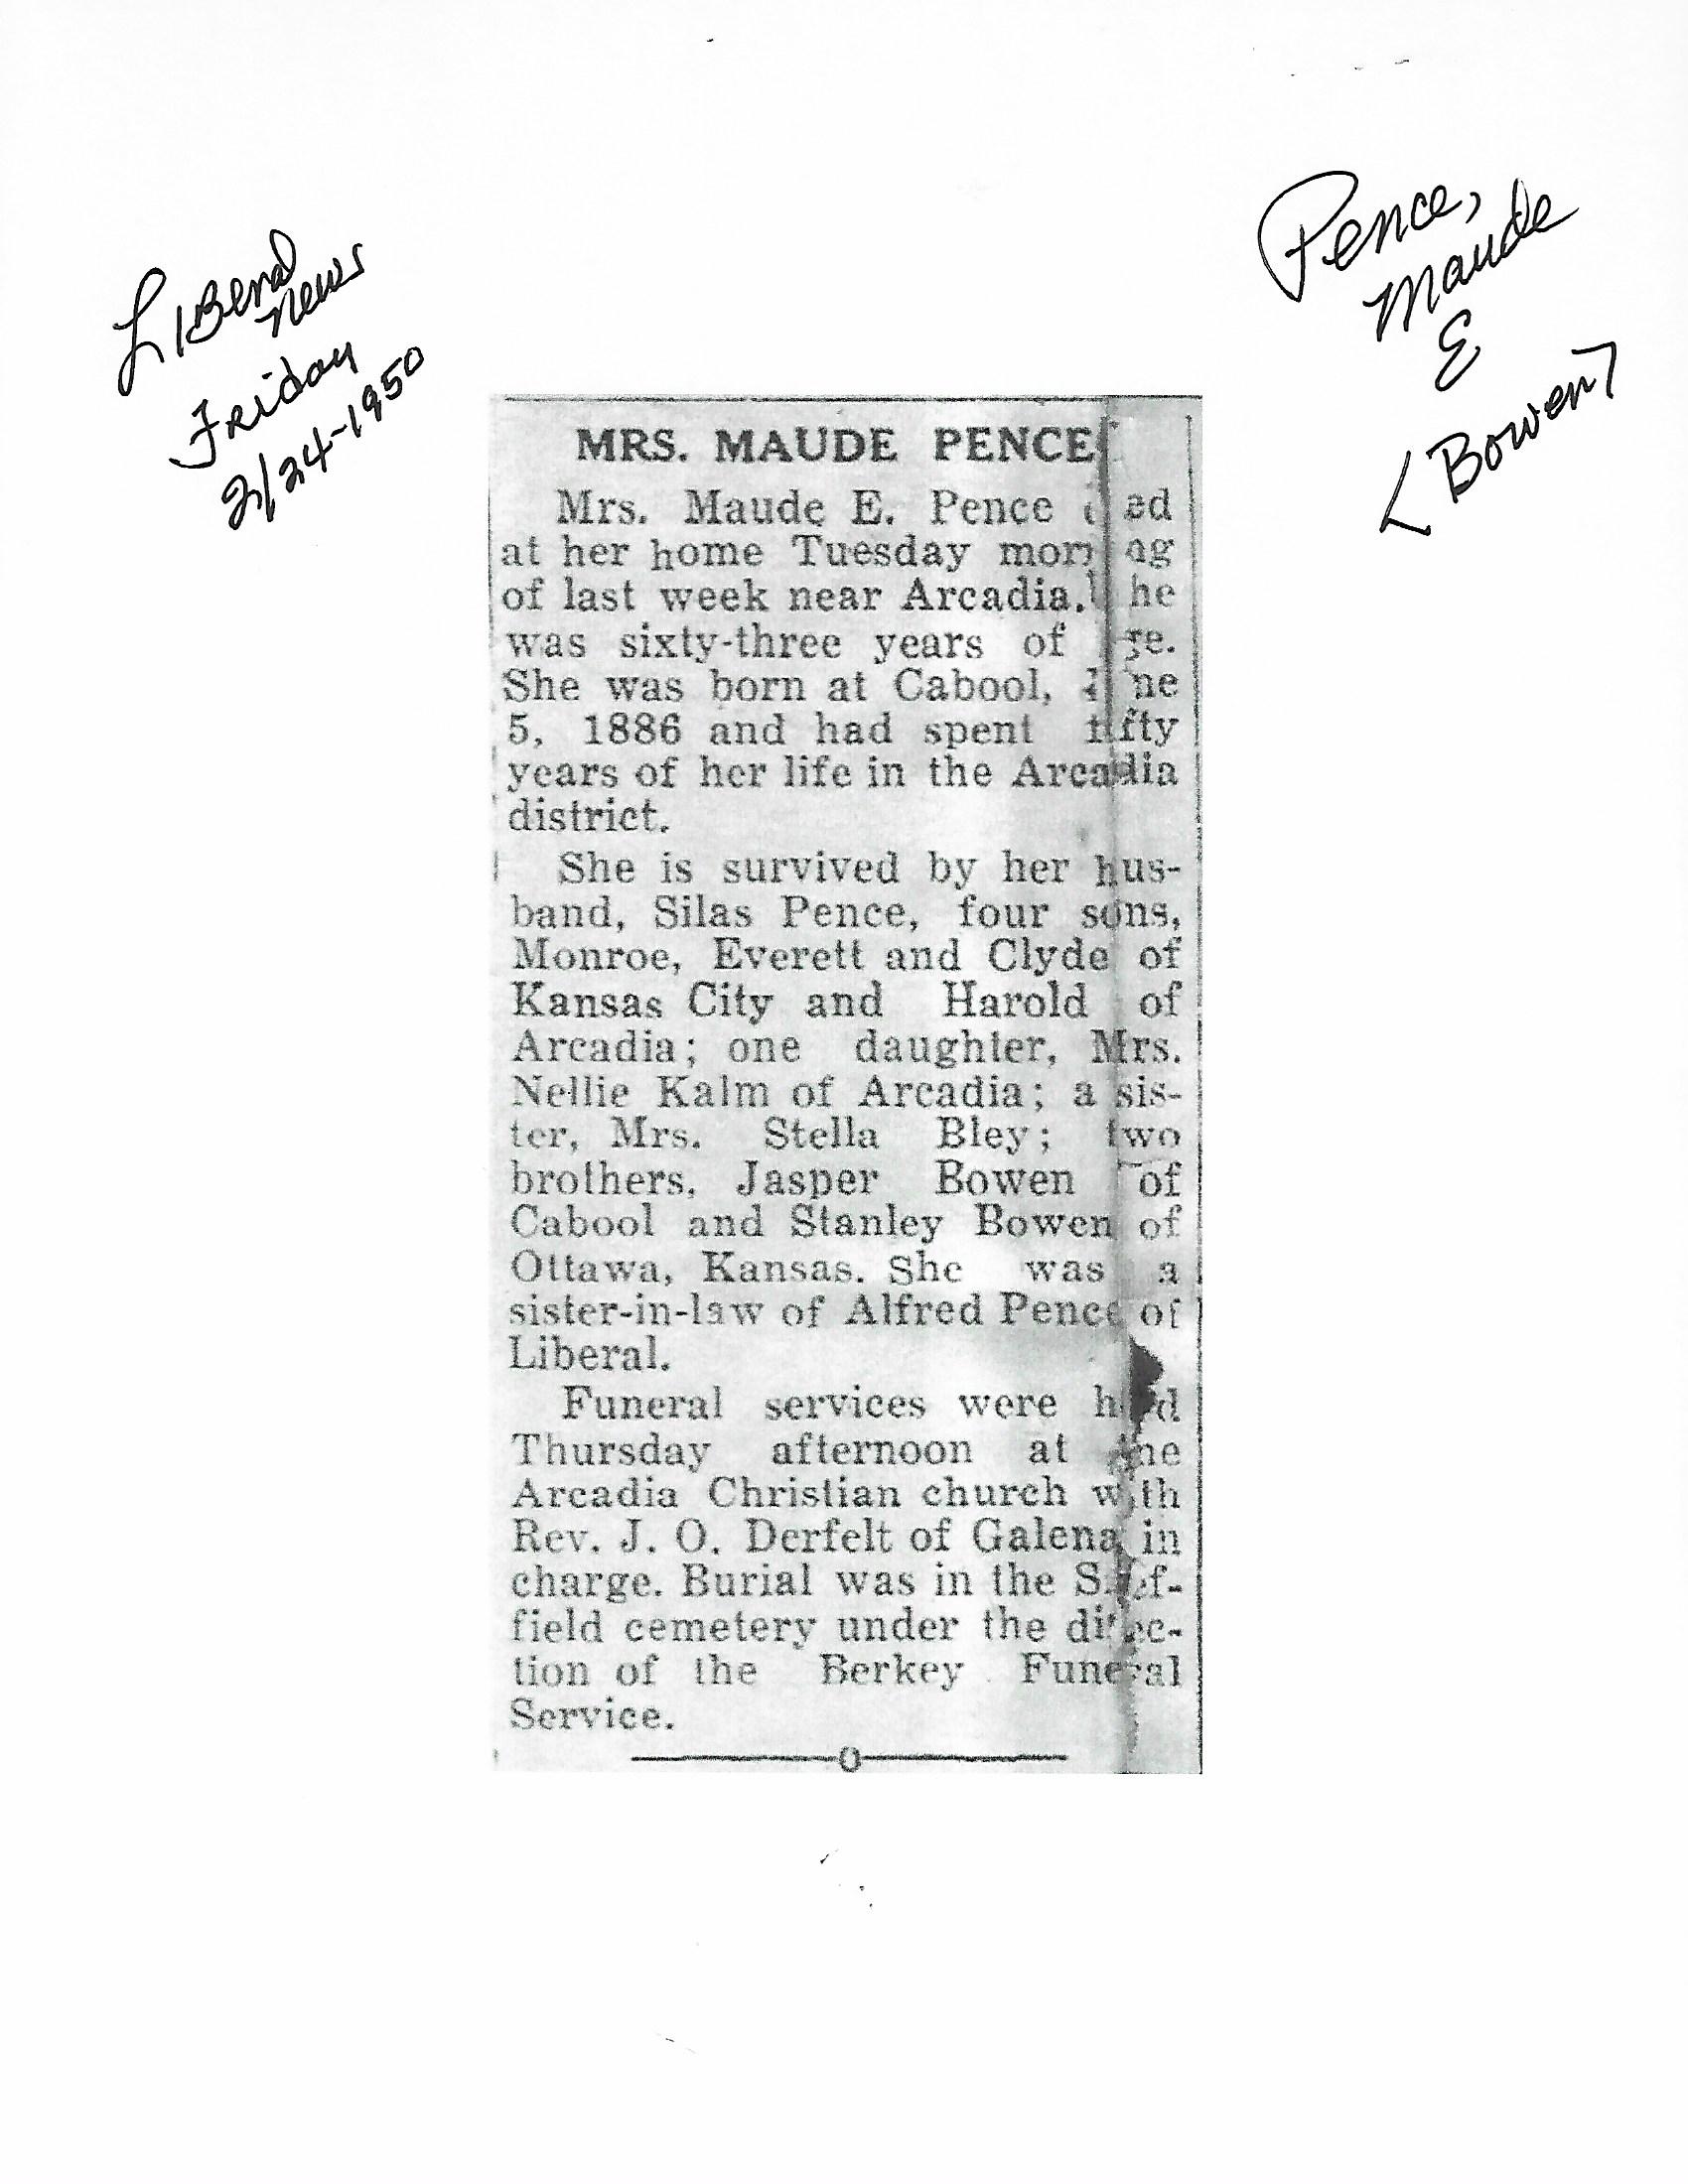 LIBeral
News
Friday
2/24-1950
Pence,
Maude
E
<Bowen>
MRS. MAUDE PENCE
Mrs. Maude E. Pence
at her home Tuesday
of last week near Arcadia.
was sixty-three years of
She was born at Cabool,
5, 1886 and had spent fifty
years of her life in the Arcadia
district.
She is survived by her hus-
band, Silas Pence, four sons,
Monroe, Everett and Clyde of
Kansas City and Harold of
Arcadia; one daughter, Mrs.
Nellie Kalm of Arcadia; a sis-
ter, Mrs. Stella Bley; two
brothers, Jasper Bowen of
Cabool and Stanley Bowen of
Ottawa, Kansas. She was a
sister-in-law of Alfred Pence of
Liberal.
Funeral services were
Thursday afternoon at the
Arcadia Christian church with
Rev. J. O. Derfelt of Galena in
charge. Burial was in the
field cemetery under the direc-
tion of the Berkey Funeral
Service.